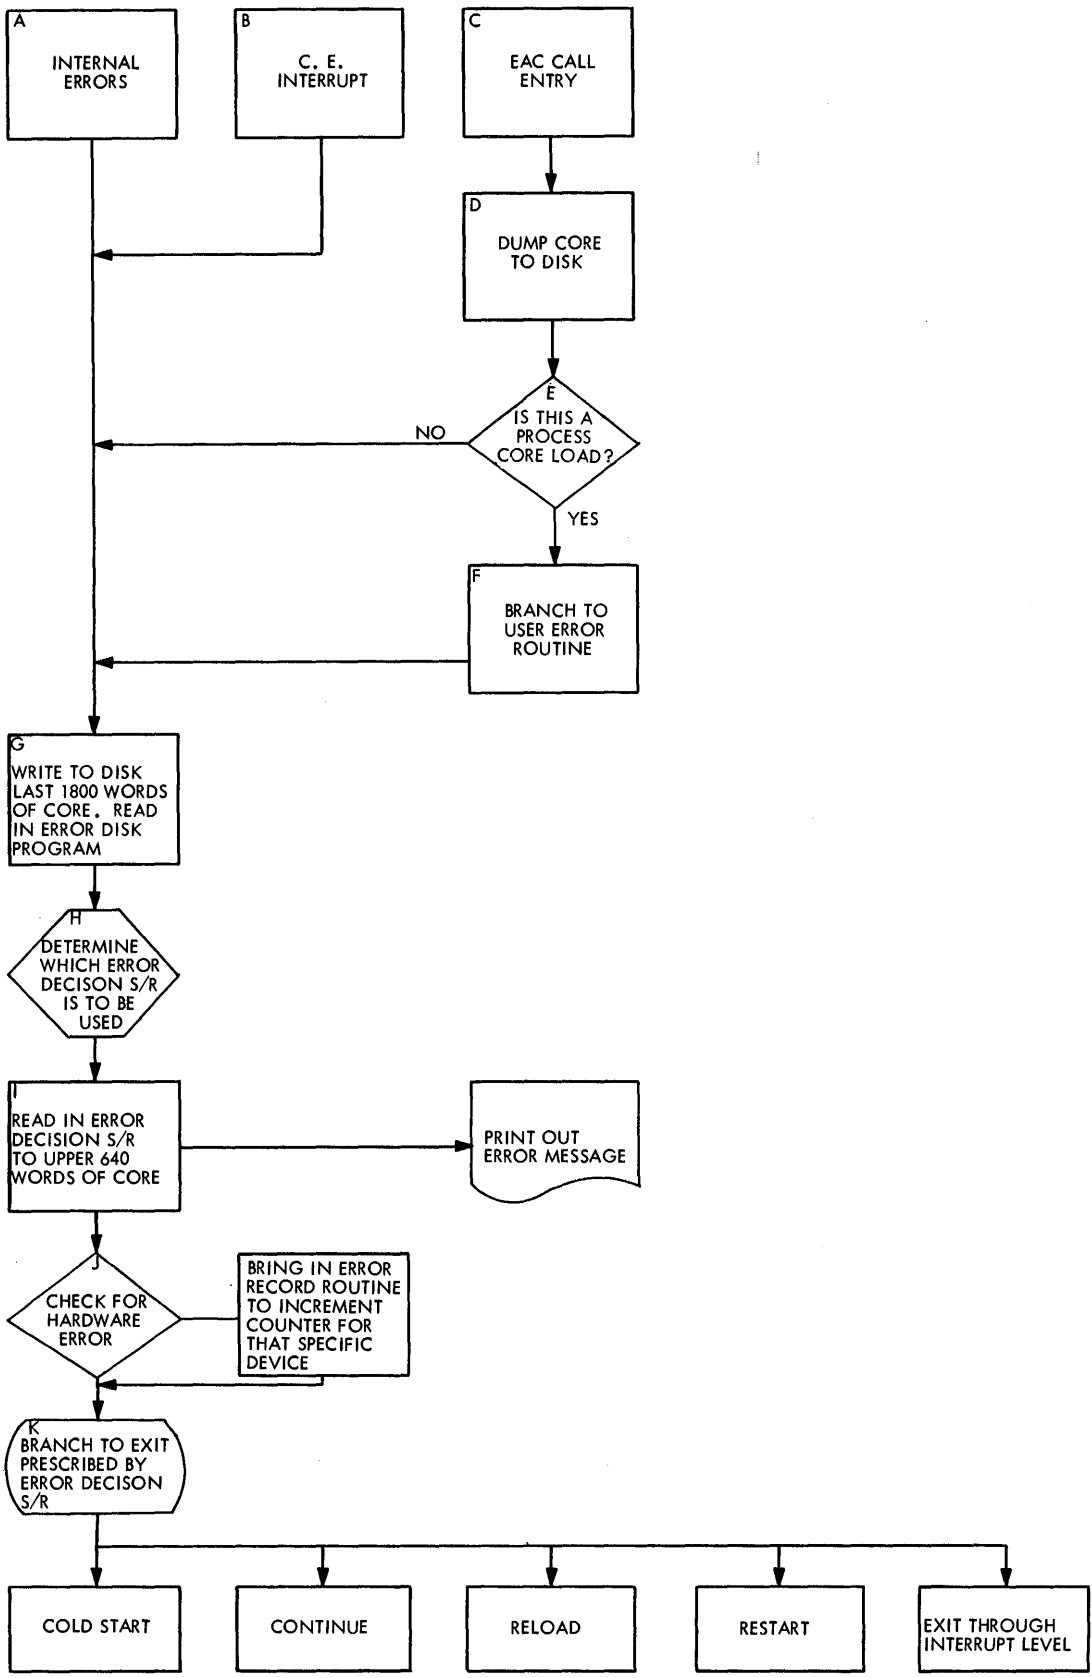 A
INTERNAL
ERRORS
B
C. E.
INTERRUPT
C
EAC CALL
ENTRY
D
DUMP CORE
TO DISK
E
IS THIS A
PROCESS
CORE LOAD?
NO
YES
F
BRANCH TO
USER ERROR
ROUTINE
G
WRITE TO DISK
LAST 1800 WORDS
OF CORE. READ
IN ERROR DISK
PROGRAM
H
DETERMINE
WHICH ERROR
DECISON S/R
IS TO BE
USED
I
READ IN ERROR
DECISION S/R
TO UPPER 640
WORDS OF CORE
PRINT OUT
ERROR MESSAGE
J
CHECK FOR
HARDWARE
ERROR
BRING IN ERROR
RECORD ROUTINE
TO INCREMENT
COUNTER FOR
THAT SPECIFIC
DEVICE
K
BRANCH TO EXIT
PRESCRIBED BY
ERROR DECISON
S/R
COLD START
CONTINUE
RELOAD
RESTART
EXIT THROUGH
INTERRUPT LEVEL